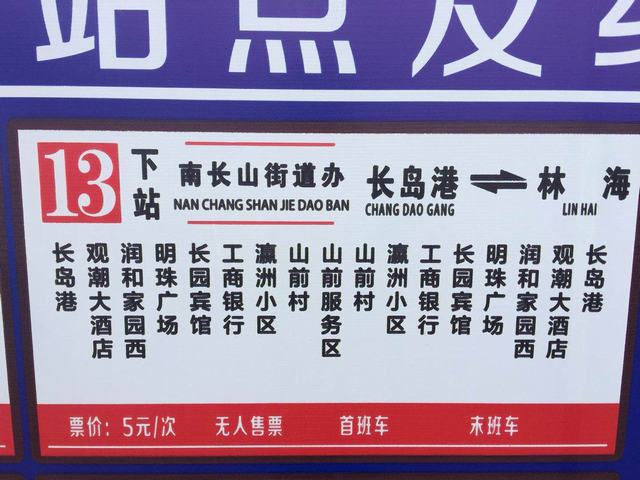 站点及
13
下站
南长山街道办
NAN CHANG SHAN JIE DAO BAN
长岛港
CHANG DAO GANG
林海
LIN HAI
长岛港
观潮大酒店
润和家园西
明珠广场
长园宾馆
工商银行
瀛洲小区
山前村
山前服务区
山前村
瀛洲小区
工商银行
长园宾馆
明珠广场
润和家园西
观潮大酒店
长岛港
票价：5元/次 无人售票 首班车 末班车